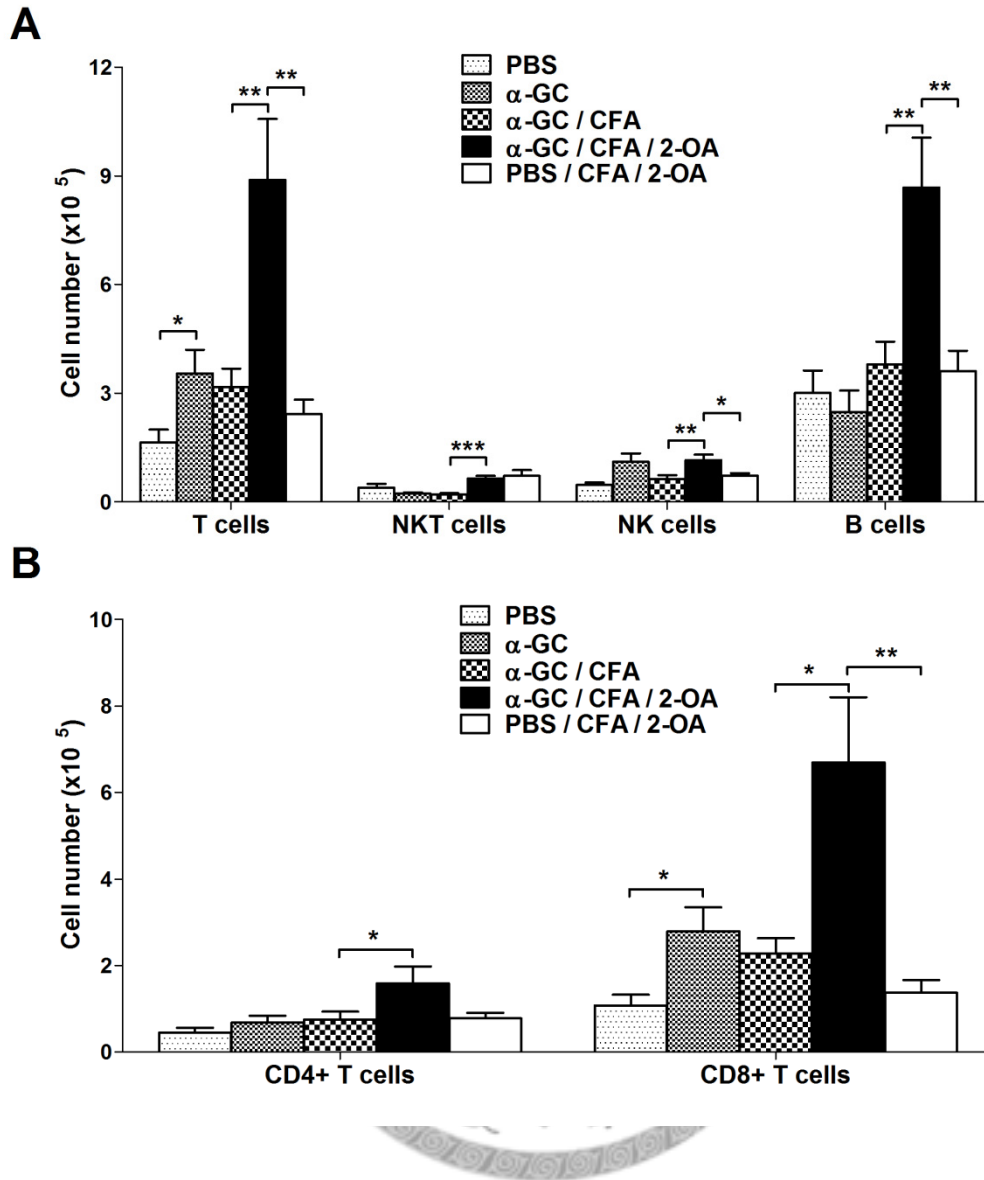 A
12
9
6
3
0
Cell number (x10 5)
PBS
α-GC
α-GC / CFA
α-GC / CFA / 2-OA
PBS / CFA / 2-OA
*
**
**
***
**
*
**
**
T cells
NKT cells
NK cells
B cells
B
10
8
6
4
2
0
Cell number (x10 5)
PBS
α-GC
α-GC / CFA
α-GC / CFA / 2-OA
PBS / CFA / 2-OA
*
*
*
**
CD4+ T cells
CD8+ T cells